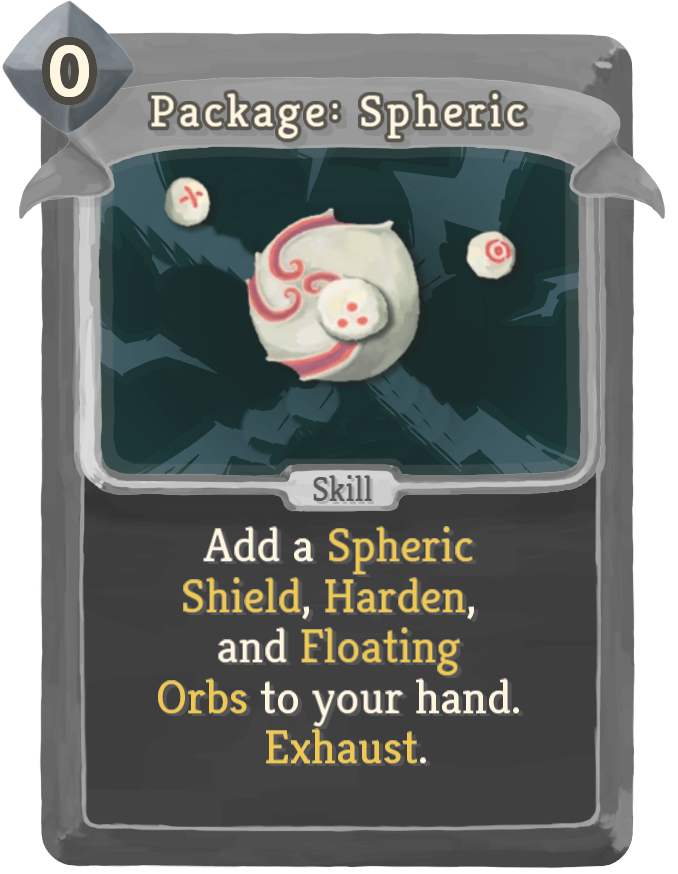 0
Package: Spheric
Skill
Add a Spheric
Shield, Harden,
and Floating
Orbs to your hand.
Exhaust.